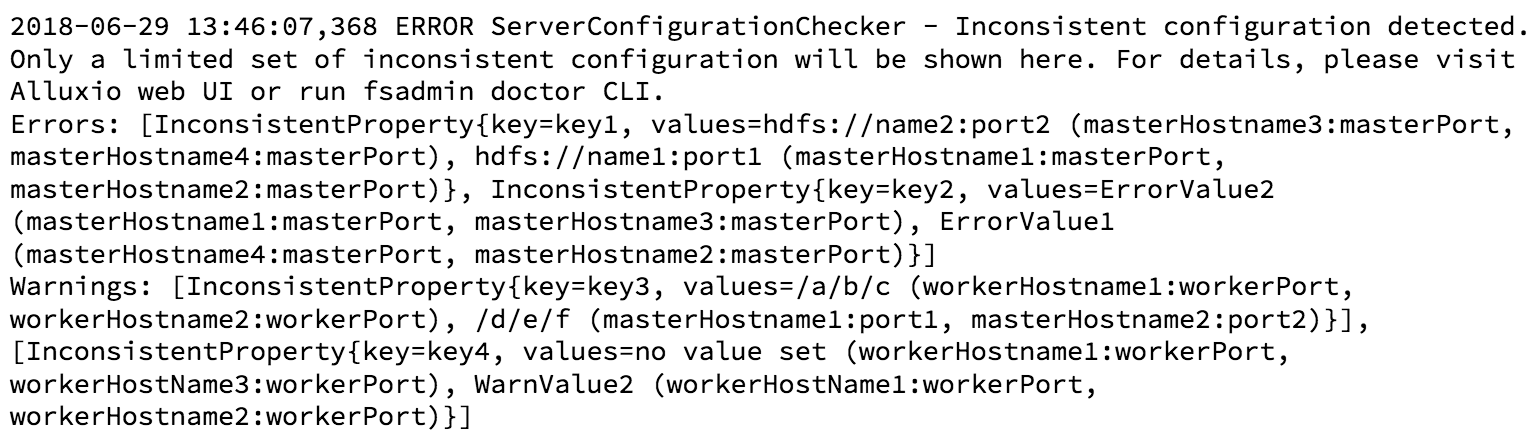 2018-06-29 13:46:07,368 ERROR ServerConfigurationChecker - Inconsistent configuration detected.
Only a limited set of inconsistent configuration will be shown here. For details, please visit
Alluxio web UI or run fsadmin doctor CLI.
Errors: [InconsistentProperty{key=key1, values=hdfs://name2:port2 (masterHostname3:masterPort,
masterHostname4:masterPort), hdfs://name1:port1 (masterHostname1:masterPort,
masterHostname2:masterPort)}, InconsistentProperty{key=key2, values=ErrorValue2
(masterHostname1:masterPort, masterHostname3:masterPort), ErrorValue1
(masterHostname4:masterPort, masterHostname2:masterPort)}]
Warnings: [InconsistentProperty{key=key3, values=/a/b/c (workerHostname1:workerPort,
workerHostname2:workerPort), /d/e/f (masterHostname1:port1, masterHostname2:port2)}],
[InconsistentProperty{key=key4, values=no value set (workerHostname1:workerPort,
workerHostName3:workerPort), WarnValue2 (workerHostName1:workerPort,
workerHostname2:workerPort)}]